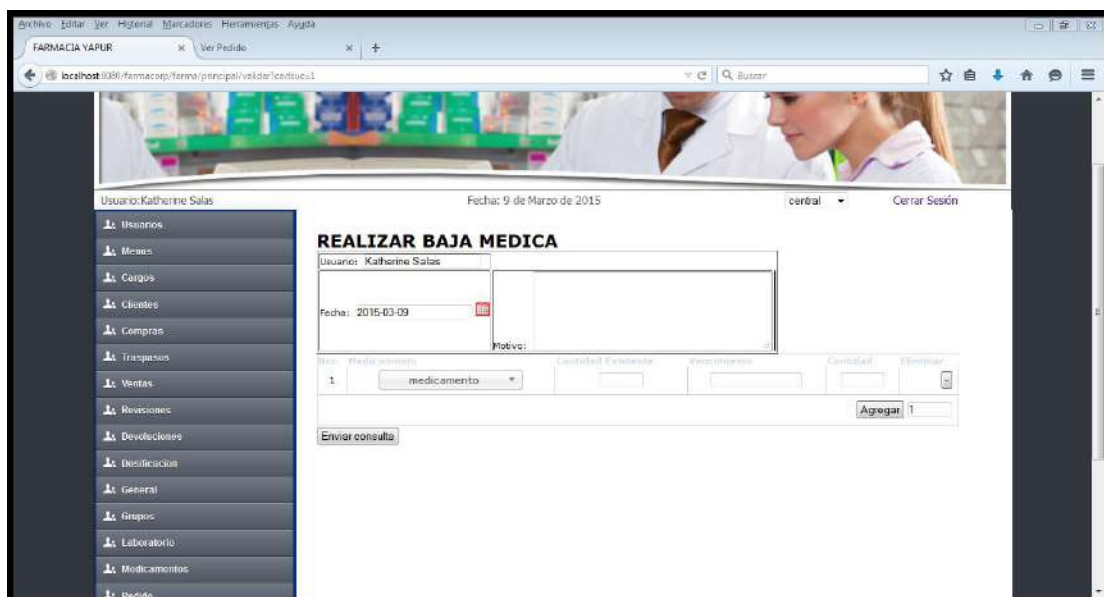 Archivo Editar Ver Historial Marcadores Herramientas Ayuda
FARMACIA YAPUR × Ver Pedido × +
localhost:8080/farmacorp/farma/principal/validar?codsuc=1 Buscar
Usuario:Katherine Salas Fecha: 9 de Marzo de 2015 central Cerrar Sesión
Usuarios
Menus
Cargos
Clientes
Compras
Traspasos
Ventas
Revisiones
Devoluciones
Dosificacion
General
Grupos
Laboratorio
Medicamentos
Pedido
REALIZAR BAJA MEDICA
Usuario: Katherine Salas
Fecha: 2015-03-09 Motivo:
Nro. Medicamento Cantidad Existente Vencimiento Cantidad Eliminar
1 medicamento -
Agregar 1
Enviar consulta